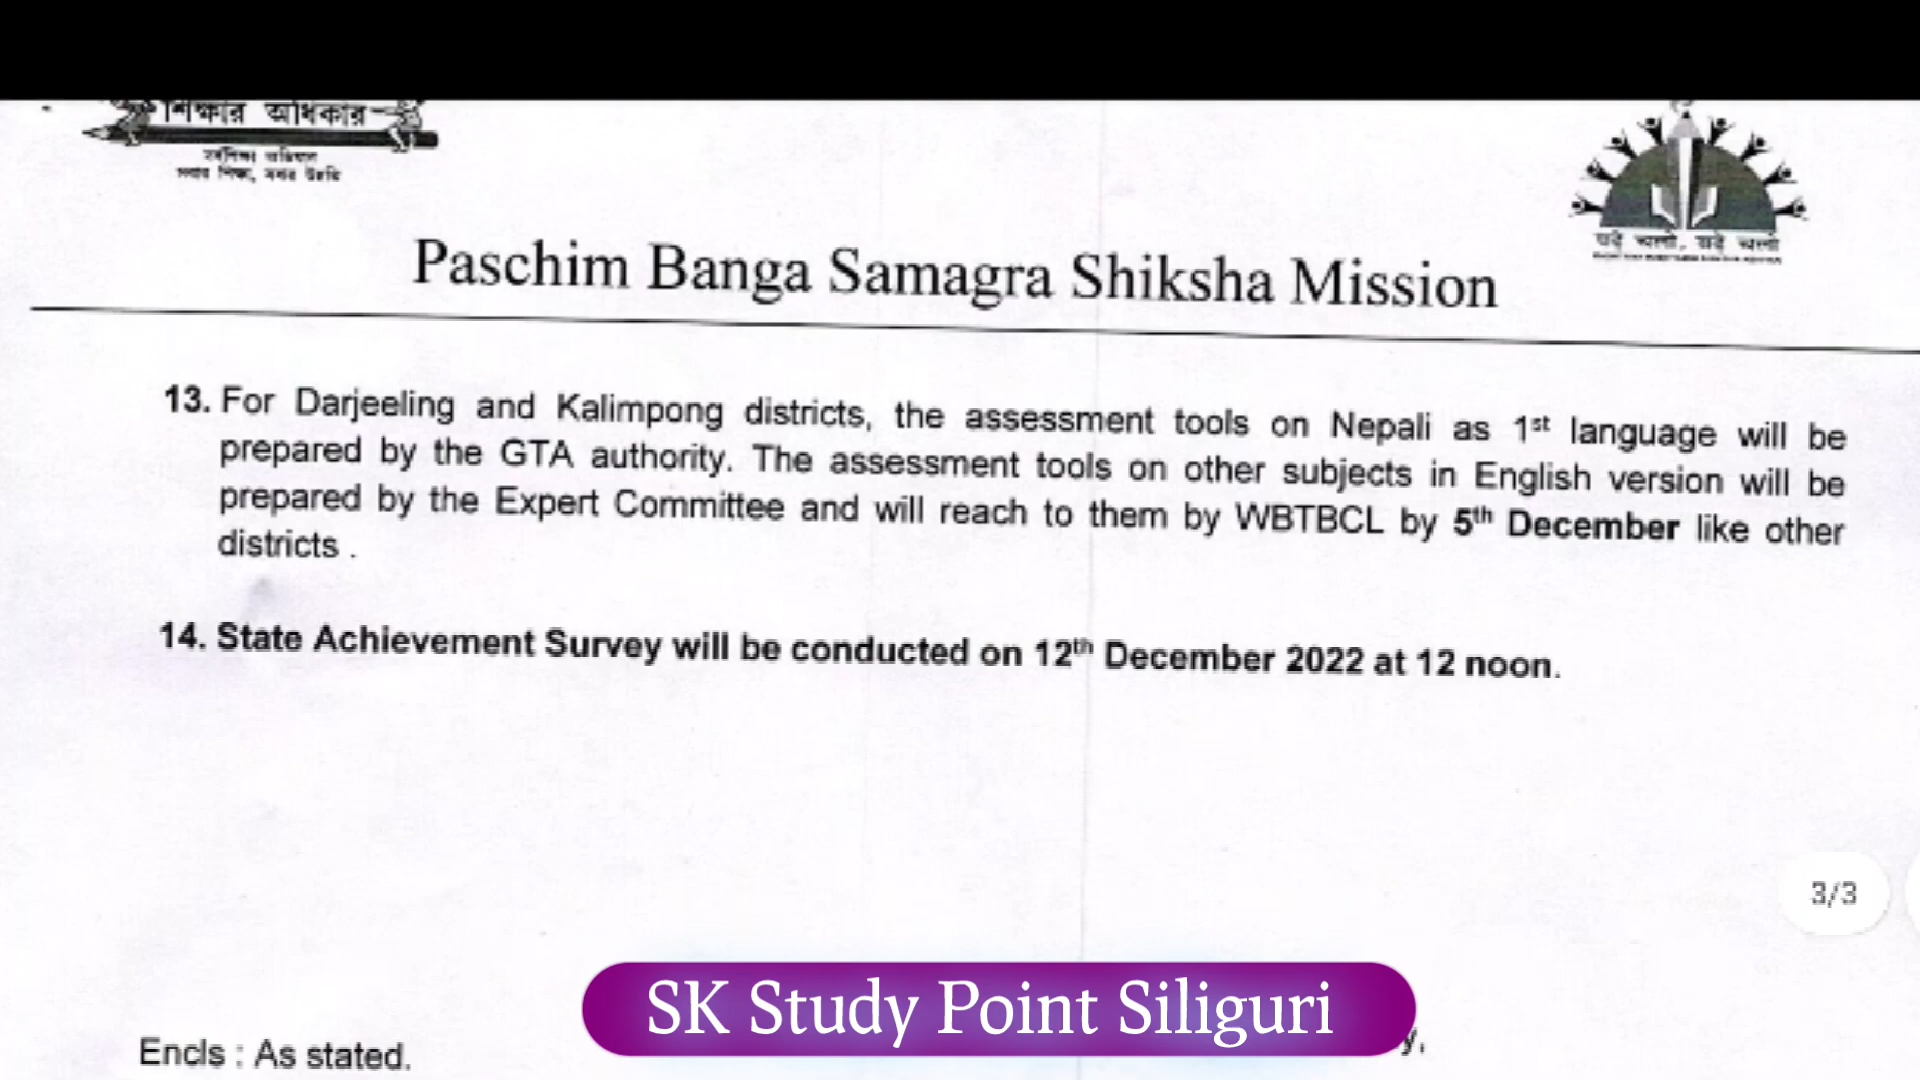 শিক্ষার অধিকার
Paschim Banga Samagra Shiksha Mission
13. For Darjeeling and Kalimpong districts, the assessment tools on Nepali as 1st language will be
prepared by the GTA authority. The assessment tools on other subjects in English version will be
prepared by the Expert Committee and will reach to them by WBTBCL by 5th December like other
districts .
14. State Achievement Survey will be conducted on 12th December 2022 at 12 noon.
3/3
SK Study Point Siliguri
y,
Encls : As stated.